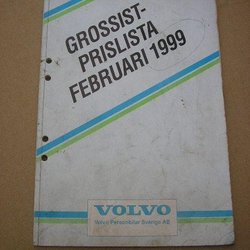 GROSSIST-
PRISLISTA
FEBRUARI 1999
VOLVO
Volvo Personbilar Sverige AB